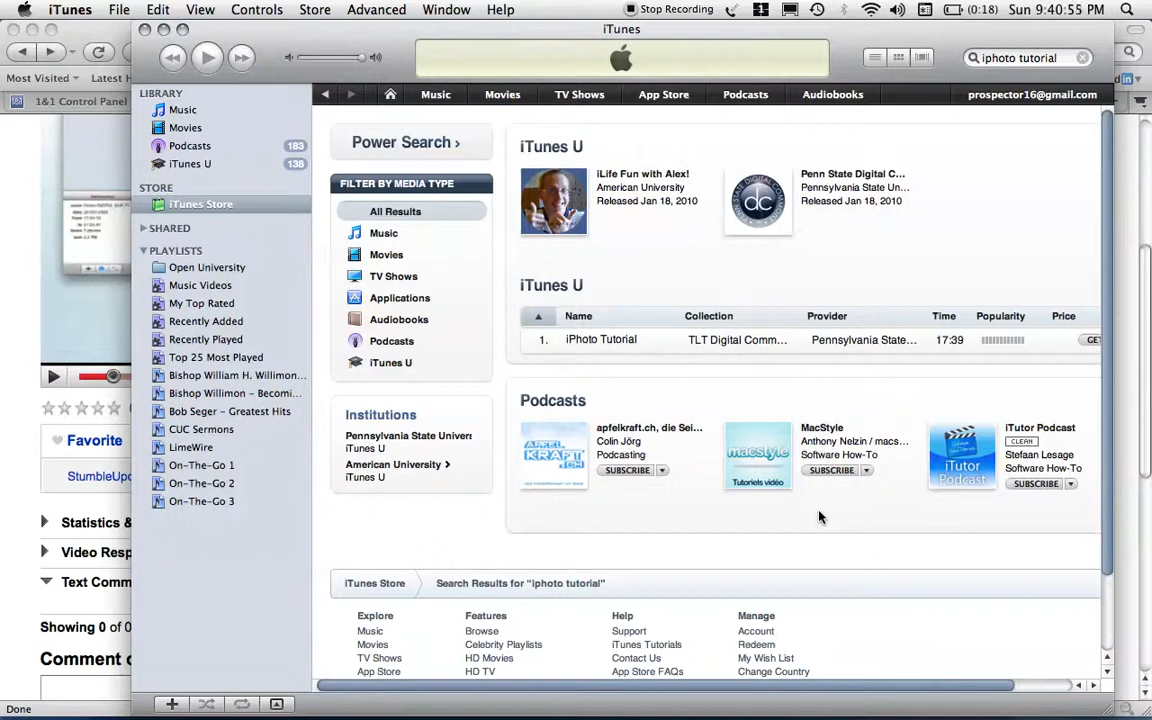 iTunes File Edit View Controls Store Advanced Window Help Stop Recording 1 (0:18) Sun 9:40:55 PM
iTunes
iphoto tutorial
Most Visited Latest H
Music Movies TV Shows App Store Podcasts Audiobooks prospector16@gmail.com
1&1 Control Panel
LIBRARY
Music
Movies
Podcasts 183
iTunes U 138
STORE
iTunes Store
SHARED
PLAYLISTS
Open University
Music Videos
My Top Rated
Recently Added
Recently Played
Top 25 Most Played
Bishop William H. Willimon...
Bishop Willimon – Becomi...
Bob Seger – Greatest Hits
CUC Sermons
LimeWire
On-The-Go 1
On-The-Go 2
On-The-Go 3
Power Search ›
FILTER BY MEDIA TYPE
All Results
Music
Movies
TV Shows
Applications
Audiobooks
Podcasts
iTunes U
Institutions
Pennsylvania State Univers
iTunes U
American University
iTunes U
iTunes U
iLife Fun with Alex!
American University
Released Jan 18, 2010
Penn State Digital C...
Pennsylvania State Un...
Released Jan 18, 2010
dc
iTunes U
Name Collection Provider Time Popularity Price
1. iPhoto Tutorial TLT Digital Comm... Pennsylvania State... 17:39 GET
Podcasts
APFEL
KRAFT
.CH
apfelkraft.ch, die Sei...
Colin Jörg
Podcasting
SUBSCRIBE
macstyle
Tutoriels vidéo
MacStyle
Anthony Nelzin / macs...
Software How-To
SUBSCRIBE
iTutor
Podcast
iTutor Podcast
CLEAN
Stefaan Lesage
Software How-To
SUBSCRIBE
iTunes Store Search Results for "iphoto tutorial"
Explore
Music
Movies
TV Shows
App Store
Features
Browse
Celebrity Playlists
HD Movies
HD TV
Help
Support
iTunes Tutorials
Contact Us
App Store FAQs
Manage
Account
Redeem
My Wish List
Change Country
Favorite
StumbleUpo
Statistics &
Video Resp
Text Comm
Showing 0 of 0
Comment o
Done